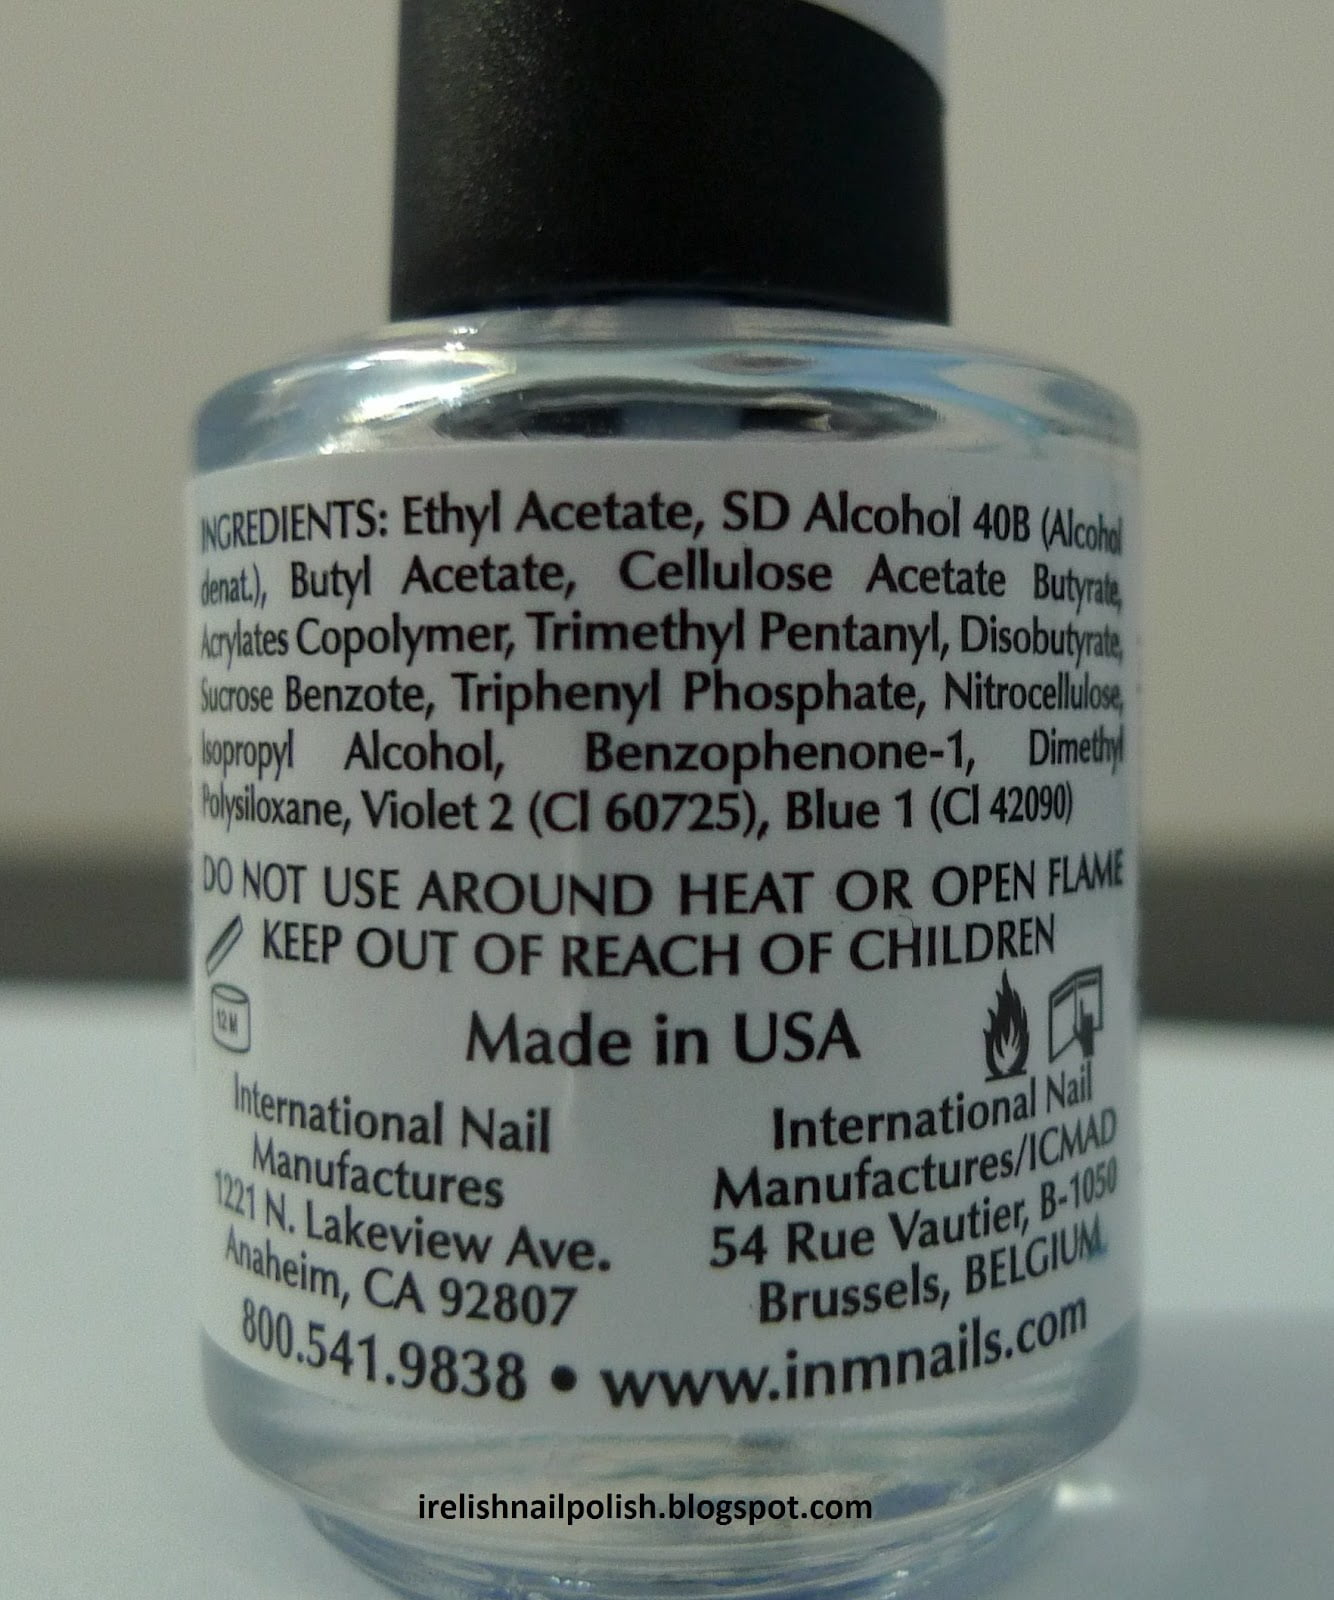 INGREDIENTS: Ethyl Acetate, SD Alcohol 40B (Alcohol
denat.), Butyl Acetate, Cellulose Acetate Butyrate,
Acrylates Copolymer, Trimethyl Pentanyl, Disobutyrate,
Sucrose Benzote, Triphenyl Phosphate, Nitrocellulose,
Isopropyl Alcohol, Benzophenone-1, Dimethyl
Polysiloxane, Violet 2 (Cl 60725), Blue 1 (Cl 42090)
DO NOT USE AROUND HEAT OR OPEN FLAME
KEEP OUT OF REACH OF CHILDREN
12 M
Made in USA
International Nail
Manufactures
1221 N. Lakeview Ave.
Anaheim, CA 92807
International Nail
Manufactures/ICMAD
54 Rue Vautier, B-1050
Brussels, BELGIUM
800.541.9838 • www.inmnails.com
irelishnailpolish.blogspot.com